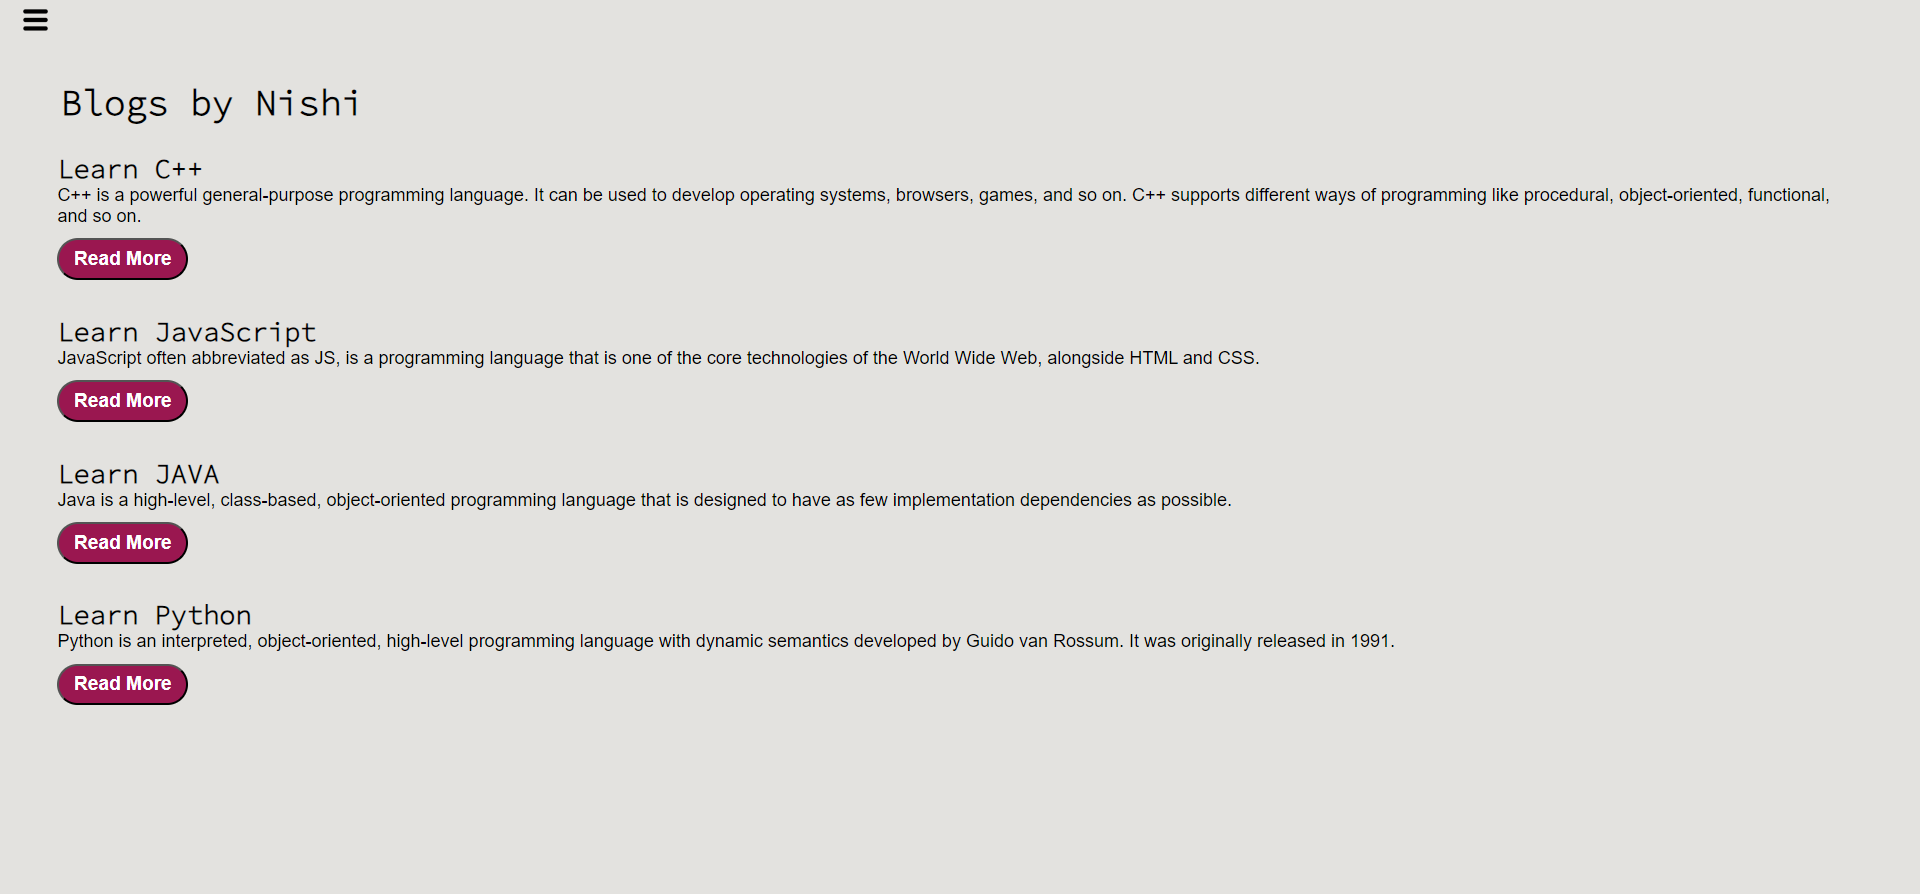 Blogs by Nishi
Learn C++
C++ is a powerful general-purpose programming language. It can be used to develop operating systems, browsers, games, and so on. C++ supports different ways of programming like procedural, object-oriented, functional,
and so on.
Read More
Learn JavaScript
JavaScript often abbreviated as JS, is a programming language that is one of the core technologies of the World Wide Web, alongside HTML and CSS.
Read More
Learn JAVA
Java is a high-level, class-based, object-oriented programming language that is designed to have as few implementation dependencies as possible.
Read More
Learn Python
Python is an interpreted, object-oriented, high-level programming language with dynamic semantics developed by Guido van Rossum. It was originally released in 1991.
Read More